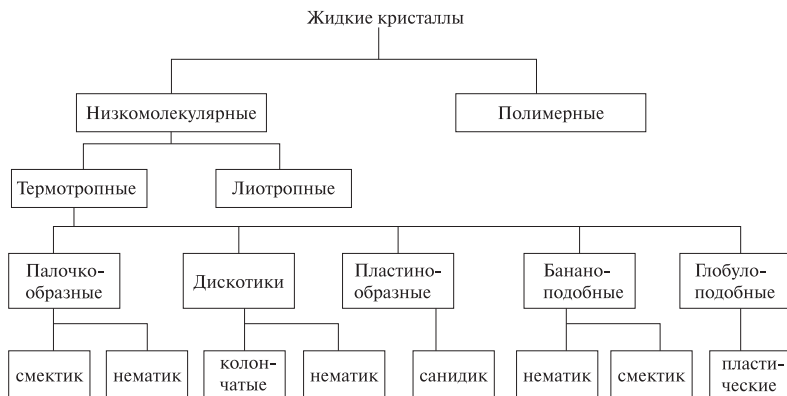 Жидкие кристаллы
Низкомолекулярные
Полимерные
Термотропные
Лиотропные
Палочко-
образные
Дискотики
Пластино-
образные
Банано-
подобные
Глобуло-
подобные
смектик
нематик
колон-
чатые
нематик
санидик
нематик
смектик
пласти-
ческие